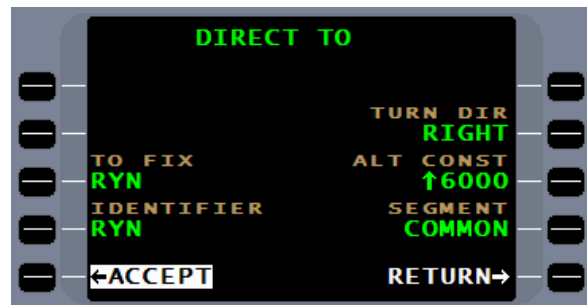 DIRECT TO
TURN DIR
RIGHT
TO FIX ALT CONST
RYN ↑6000
IDENTIFIER SEGMENT
RYN COMMON
←ACCEPT RETURN→